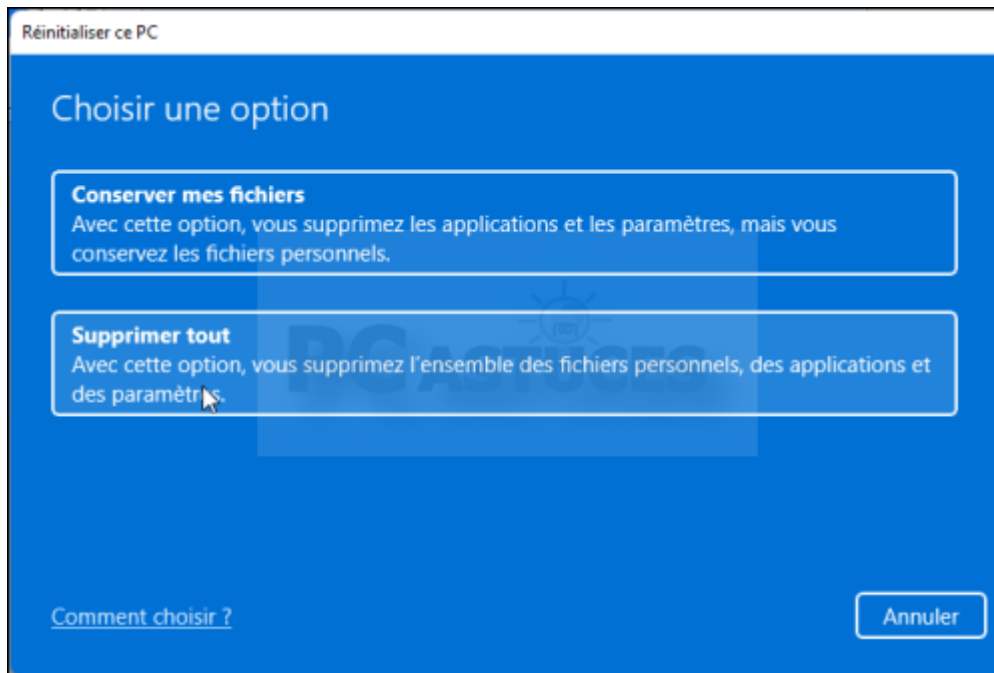 Réinitialiser ce PC
Choisir une option
Conserver mes fichiers
Avec cette option, vous supprimez les applications et les paramètres, mais vous
conservez les fichiers personnels.
PC ASTUCES
Supprimer tout
Avec cette option, vous supprimez l'ensemble des fichiers personnels, des applications et
des paramètres.
Comment choisir ?
Annuler